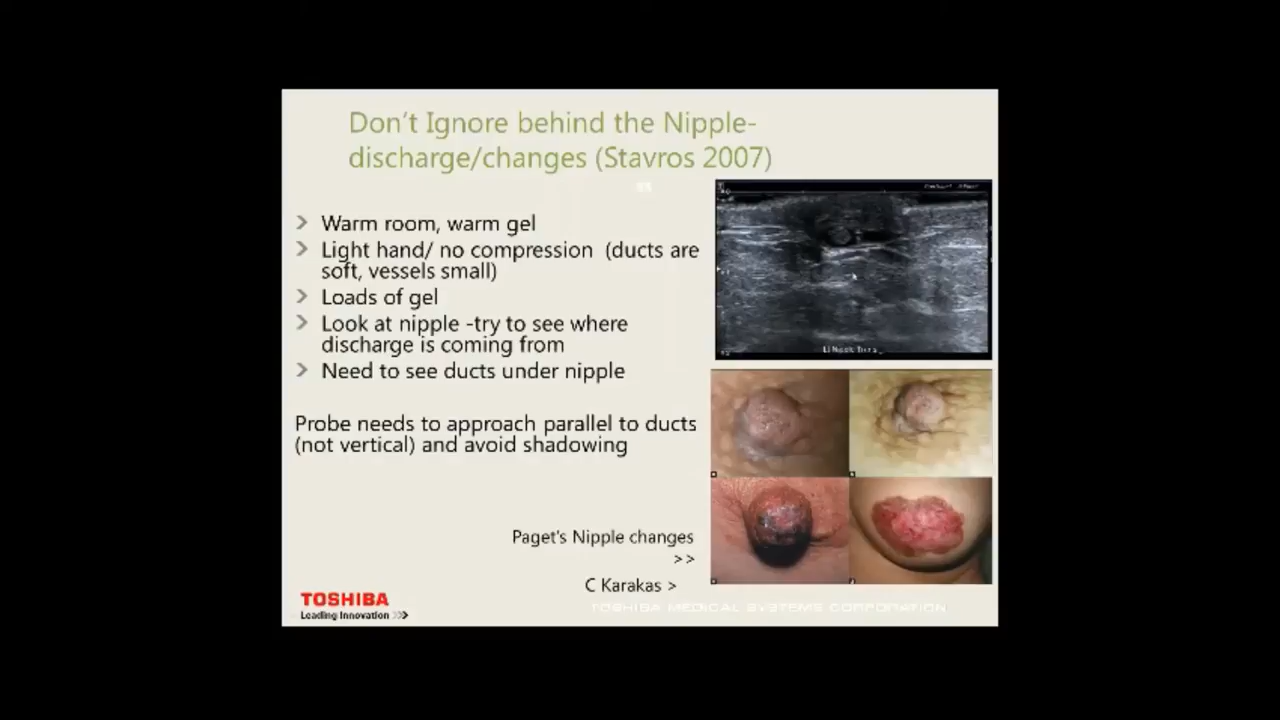 Don't Ignore behind the Nipple-
discharge/changes (Stavros 2007)
> Warm room, warm gel
> Light hand/ no compression (ducts are
soft, vessels small)
> Loads of gel
> Look at nipple -try to see where
discharge is coming from
> Need to see ducts under nipple
Probe needs to approach parallel to ducts
(not vertical) and avoid shadowing
Paget's Nipple changes
>>
C Karakas >
TOSHIBA
Leading Innovation >>>
TOSHIBA MEDICAL SYSTEMS CORPORATION